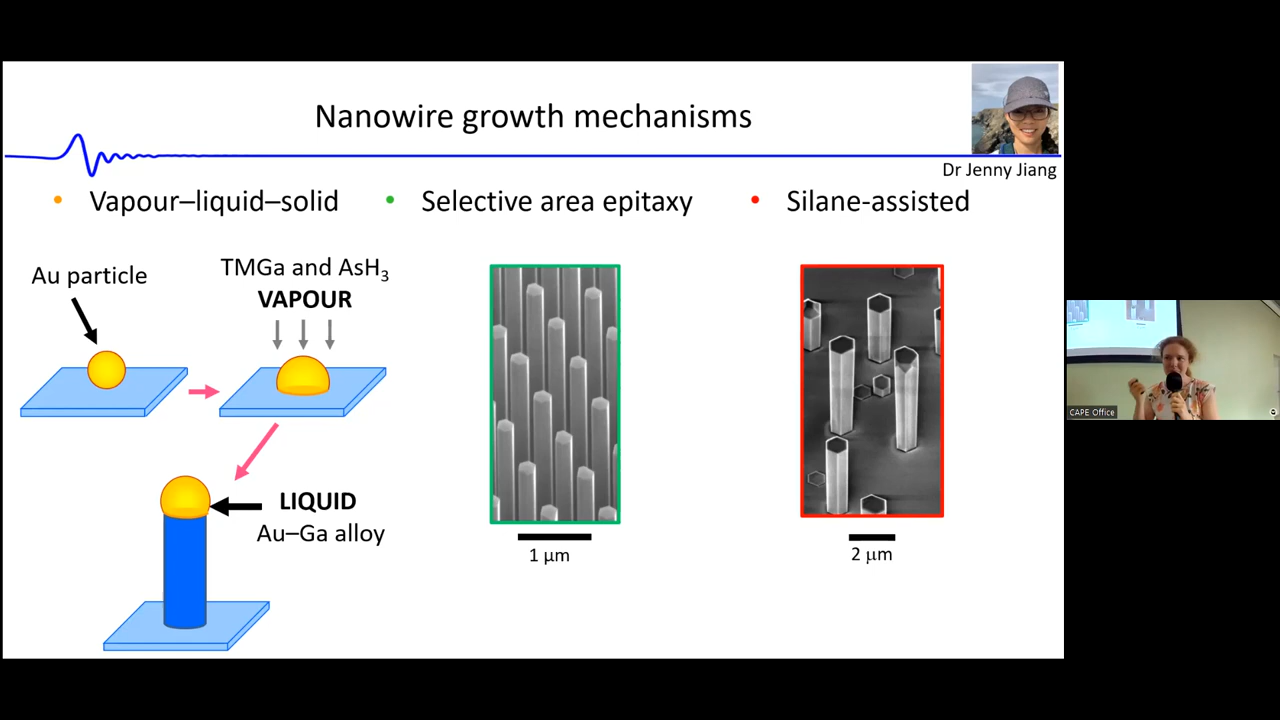 Nanowire growth mechanisms
Dr Jenny Jiang
• Vapour–liquid–solid
• Selective area epitaxy
• Silane-assisted
Au particle
TMGa and AsH₃
VAPOUR
LIQUID
Au–Ga alloy
1 µm
2 µm
CAPE Office